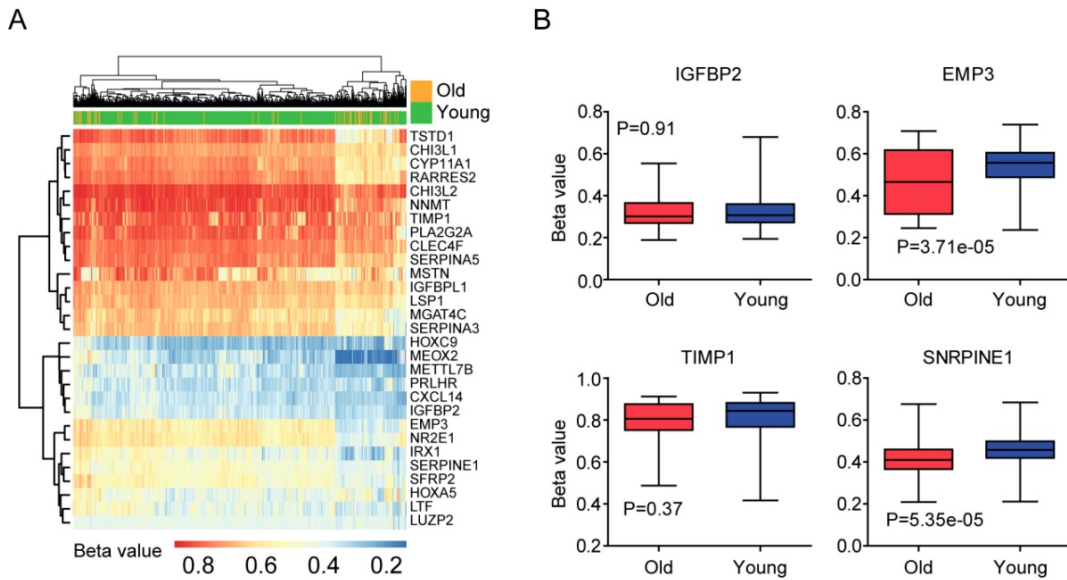 A
Old
Young
TSTD1
CHI3L1
CYP11A1
RARRES2
CHI3L2
NNMT
TIMP1
PLA2G2A
CLEC4F
SERPINA5
MSTN
IGFBPL1
LSP1
MGAT4C
SERPINA3
HOXC9
MEOX2
METTL7B
PRLHR
CXCL14
IGFBP2
EMP3
NR2E1
IRX1
SERPINE1
SFRP2
HOXA5
LTF
LUZP2
Beta value
0.8 0.6 0.4 0.2
B
IGFBP2
Beta value
0.8
0.6
0.4
0.2
0.0
P=0.91
Old Young
EMP3
0.8
0.6
0.4
0.2
0.0
P=3.71e-05
Old Young
TIMP1
Beta value
1.0
0.8
0.6
0.4
0.2
P=0.37
Old Young
SNRPINE1
0.8
0.6
0.4
0.2
0.0
P=5.35e-05
Old Young